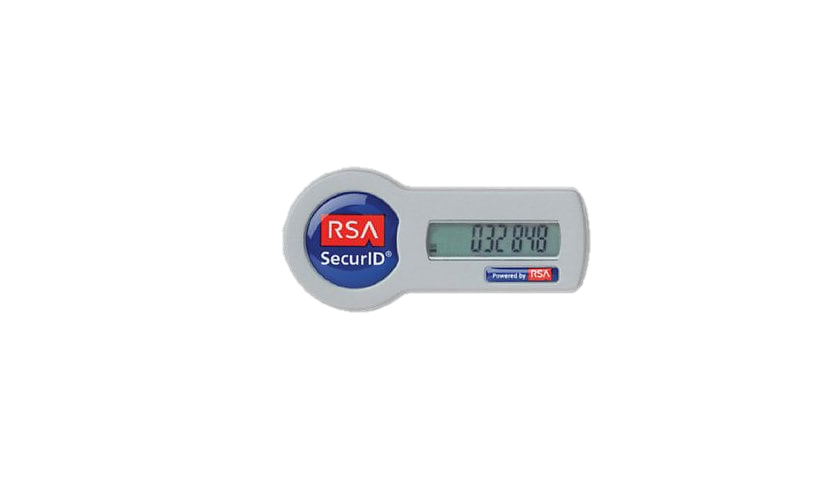 RSA
SecurID®
032 848
Powered by RSA